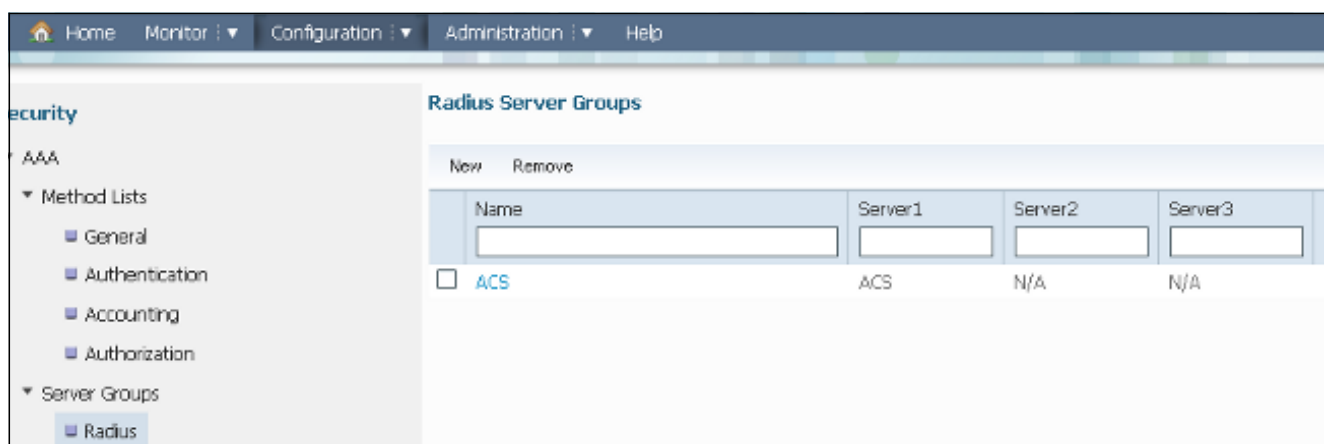 Home Monitor Configuration Administration Help
ecurity
AAA
Method Lists
General
Authentication
Accounting
Authorization
Server Groups
Radius
Radius Server Groups
New Remove
Name Server1 Server2 Server3
ACS ACS N/A N/A